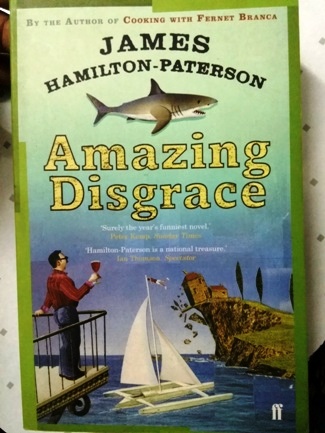 BY THE AUTHOR OF COOKING WITH FERNET BRANCA
JAMES
HAMILTON-PATERSON
Amazing
Disgrace
'Surely the year's funniest novel.'
Peter Kemp, Sunday Times
'Hamilton-Paterson is a national treasure.'
Ian Thomson, Spectator
ff